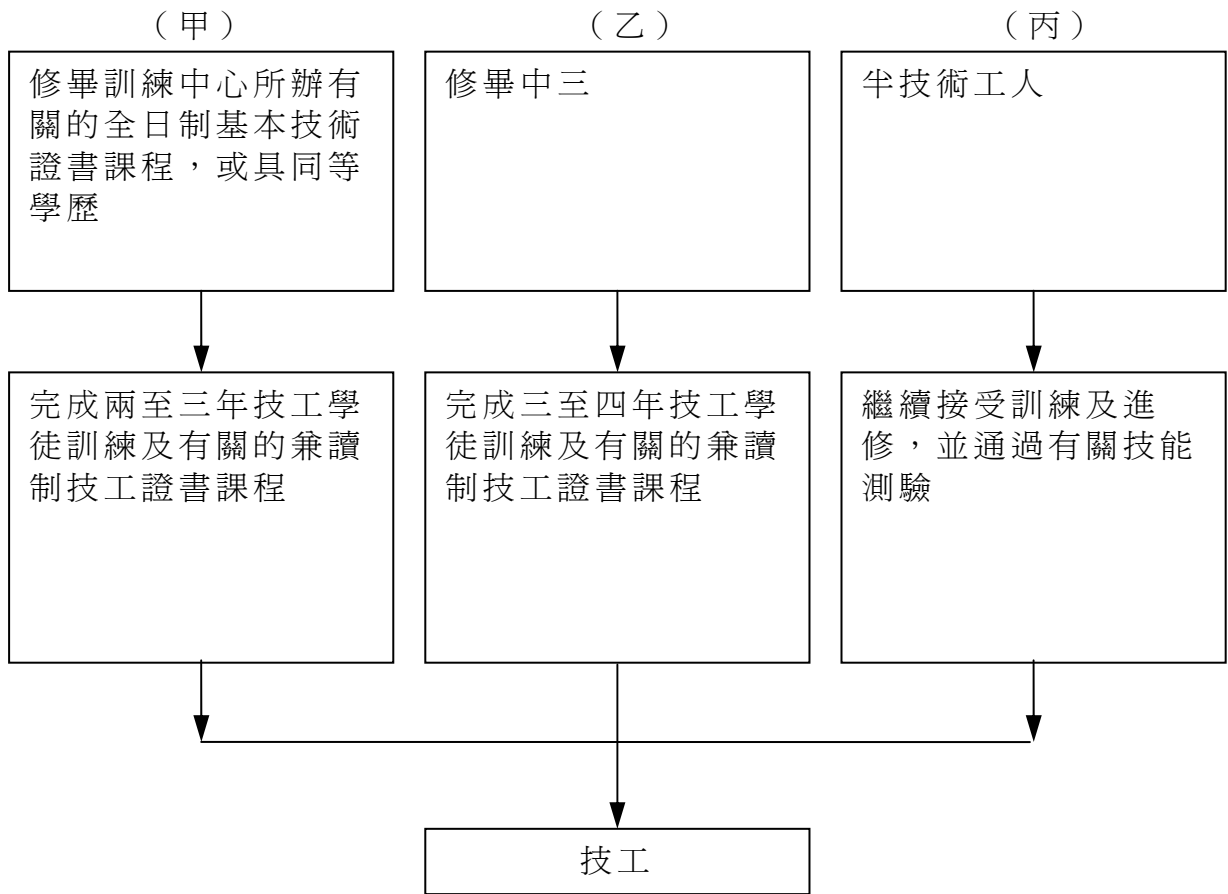 （甲）
修畢訓練中心所辦有
關的全日制基本技術
證書課程，或具同等
學歷
（乙）
修畢中三
（丙）
半技術工人
完成兩至三年技工學
徒訓練及有關的兼讀
制技工證書課程
完成三至四年技工學
徒訓練及有關的兼讀
制技工證書課程
繼續接受訓練及進
修，並通過有關技能
測驗
技工